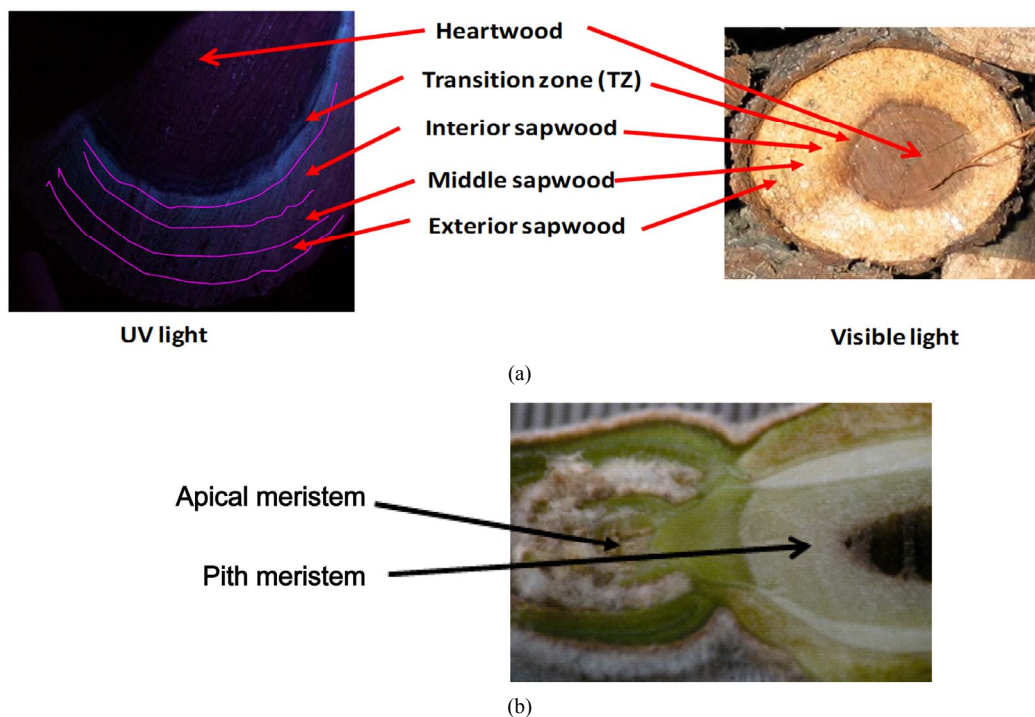 Heartwood
Transition zone (TZ)
Interior sapwood
Middle sapwood
Exterior sapwood
UV light
Visible light
(a)
Apical meristem
Pith meristem
(b)